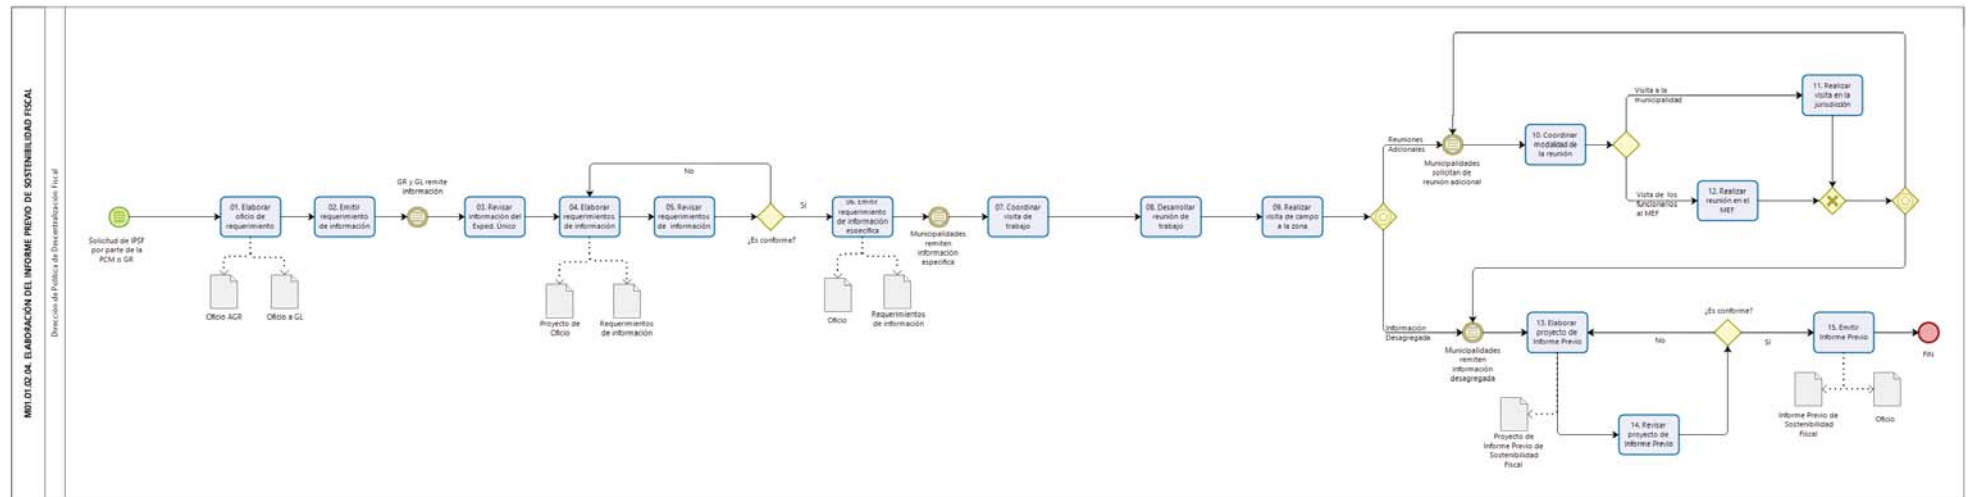 M01.01.02.04. ELABORACIÓN DEL INFORME PREVIO DE SOSTENIBILIDAD FISCAL
Dirección de Política de Descentralización Fiscal
Solicitud de IPSF
por parte de la
PCM o GR
01. Elaborar
oficio de
requerimiento
Oficio AGR
Oficio a GL
02. Emitir
requerimiento
de información
GR y GL remite
información
03. Revisar
información del
Exped. Único
04. Elaborar
requerimientos
de información
Proyecto de
Oficio
Requerimientos
de información
05. Revisar
requerimientos
de información
No
¿Es conforme?
Sí
06. Emitir
requerimiento
de información
específica
Oficio
Requerimientos
de información
Municipalidades
remiten
información
específica
07. Coordinar
visita de
trabajo
08. Desarrollar
reunión de
trabajo
09. Realizar
visita de campo
a la zona
Reuniones
Adicionales
Municipalidades
solicitan de
reunión adicional
10. Coordinar
modalidad de
la reunión
Visita a la
municipalidad
11. Realizar
visita en la
jurisdicción
Visita de los
funcionarios
al MEF
12. Realizar
reunión en el
MEF
Información
Desagregada
Municipalidades
remiten
información
desagregada
13. Elaborar
proyecto de
Informe Previo
Proyecto de
Informe Previo de
Sostenibilidad
Fiscal
14. Revisar
proyecto de
Informe Previo
¿Es conforme?
No
Sí
15. Emitir
Informe Previo
Informe Previo de
Sostenibilidad
Fiscal
Oficio
FIN